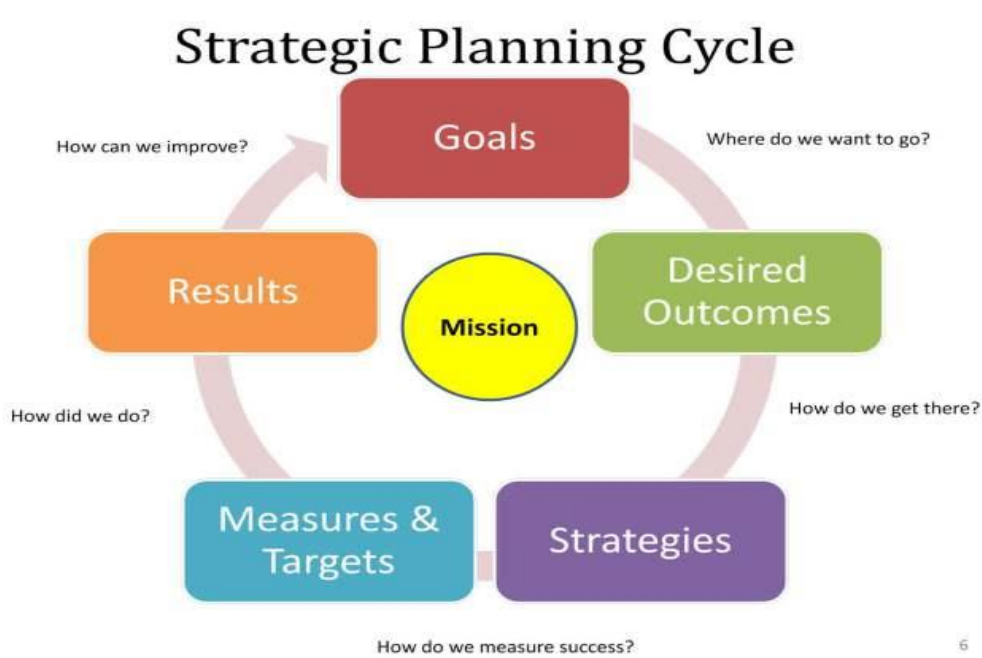 Strategic Planning Cycle
Goals
How can we improve?
Where do we want to go?
Results
Mission
Desired
Outcomes
How did we do?
How do we get there?
Measures &
Targets
Strategies
How do we measure success?
6